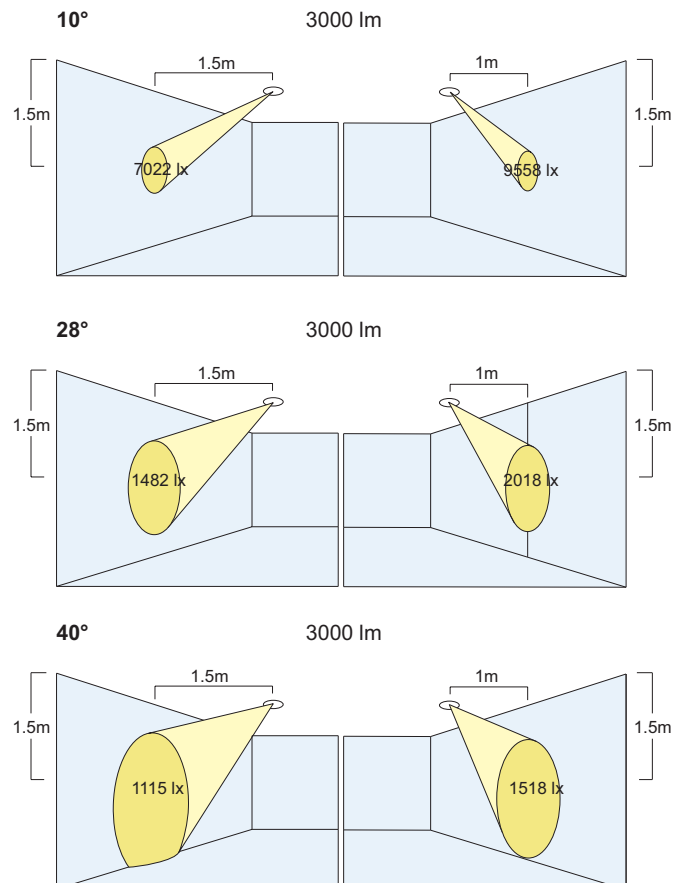 10° 3000 lm
1.5m 1m
1.5m 1.5m
7022 lx 9558 lx
28° 3000 lm
1.5m 1m
1.5m 1.5m
1482 lx 2018 lx
40° 3000 lm
1.5m 1m
1.5m 1.5m
1115 lx 1518 lx